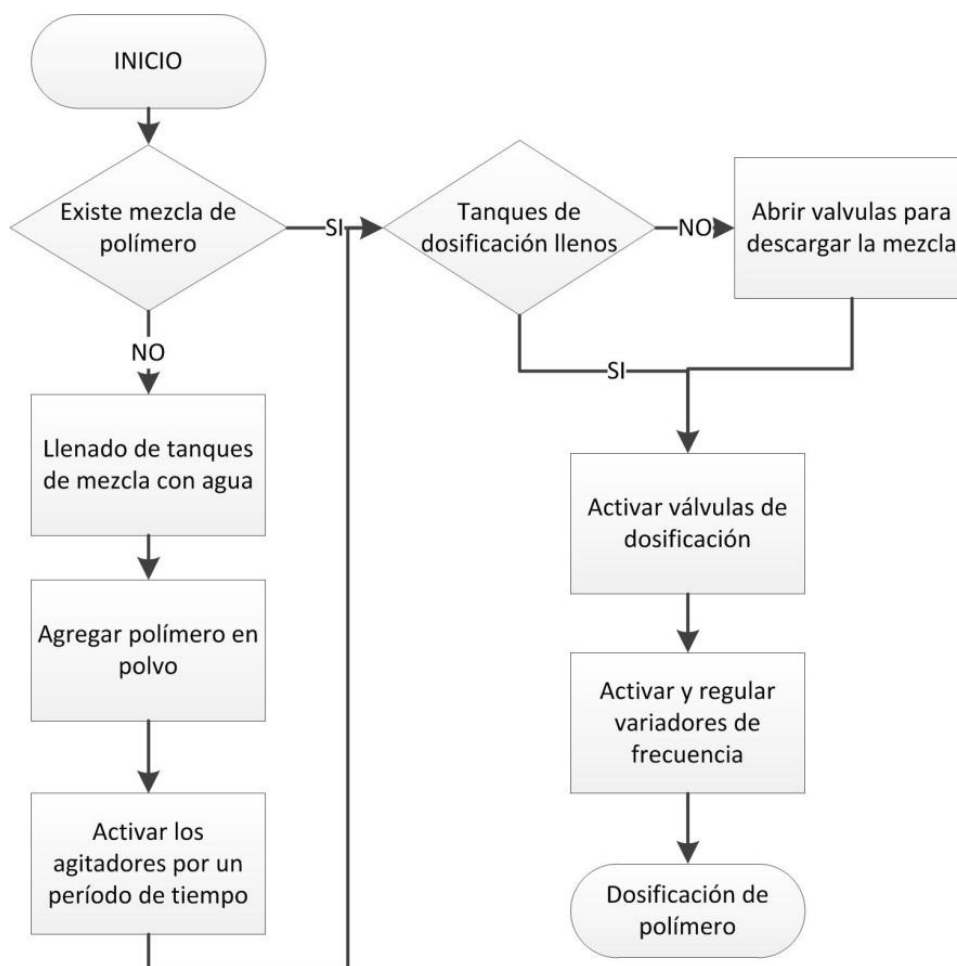 INICIO
Existe mezcla de
polímero
SI
Tanques de
dosificación llenos
NO
Abrir valvulas para
descargar la mezcla
NO
SI
Llenado de tanques
de mezcla con agua
Activar válvulas de
dosificación
Agregar polímero en
polvo
Activar y regular
variadores de
frecuencia
Activar los
agitadores por un
período de tiempo
Dosificación de
polímero